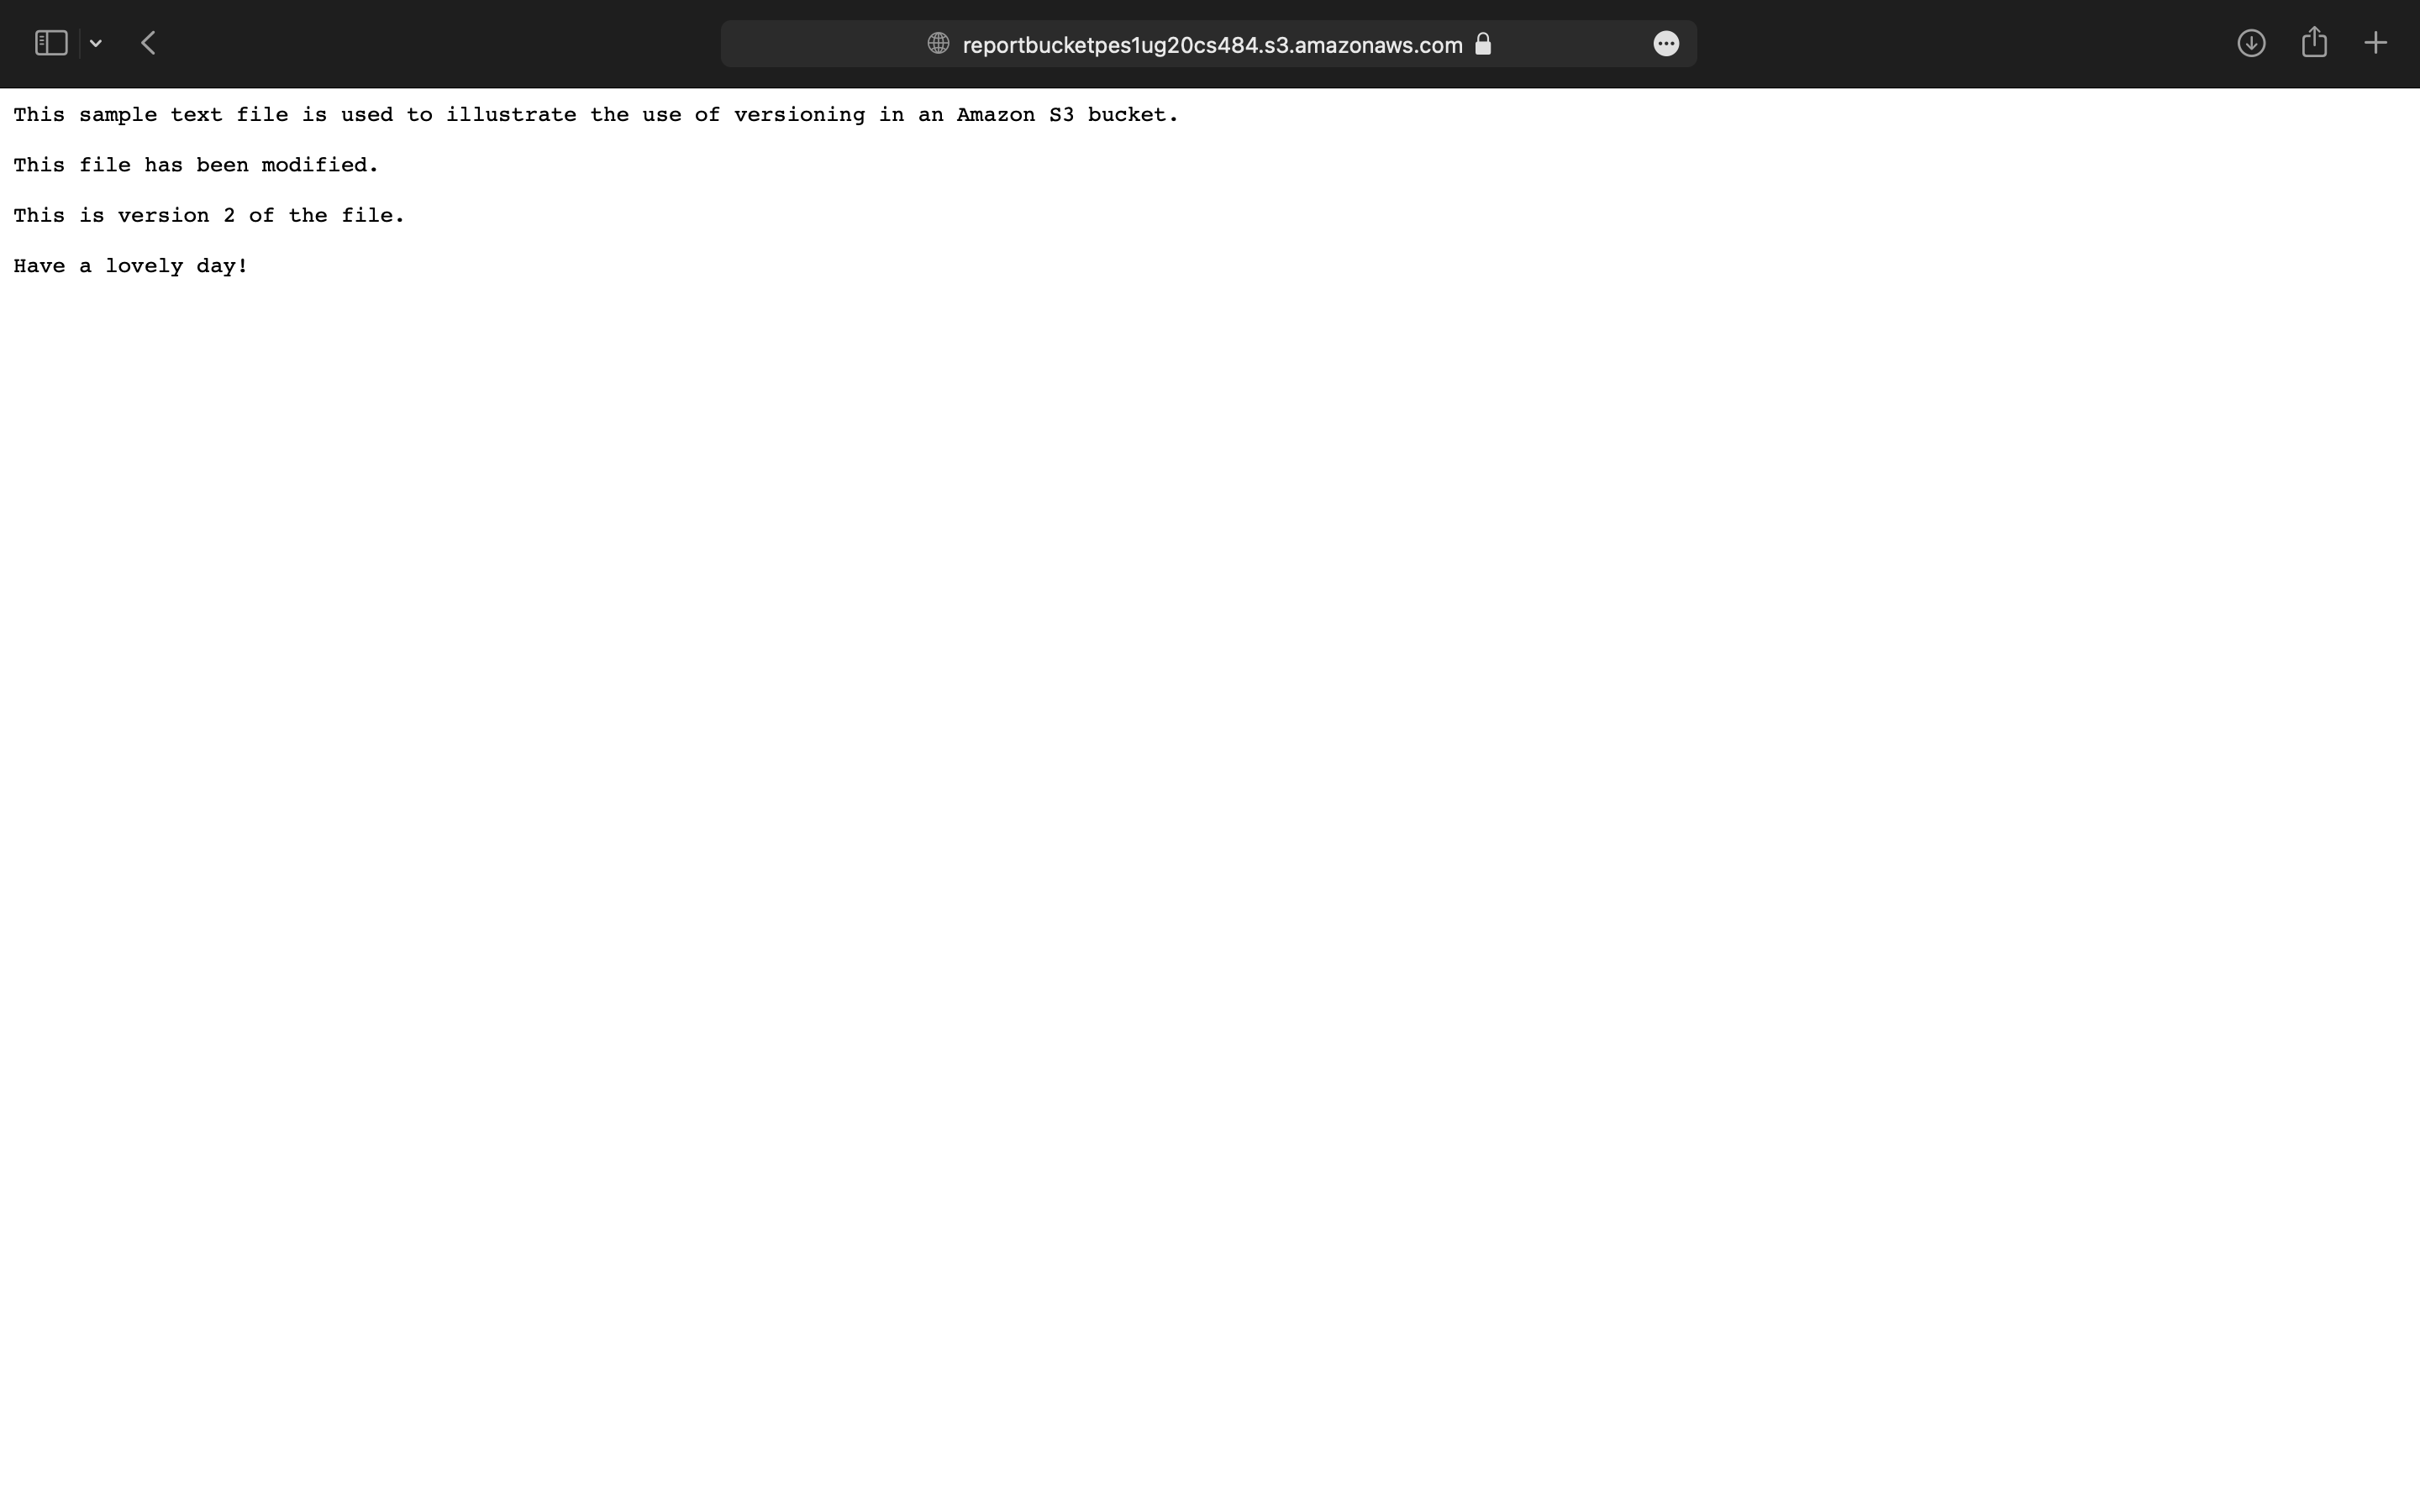 reportbucketpes1ug20cs484.s3.amazonaws.com
This sample text file is used to illustrate the use of versioning in an Amazon S3 bucket.
This file has been modified.
This is version 2 of the file.
Have a lovely day!